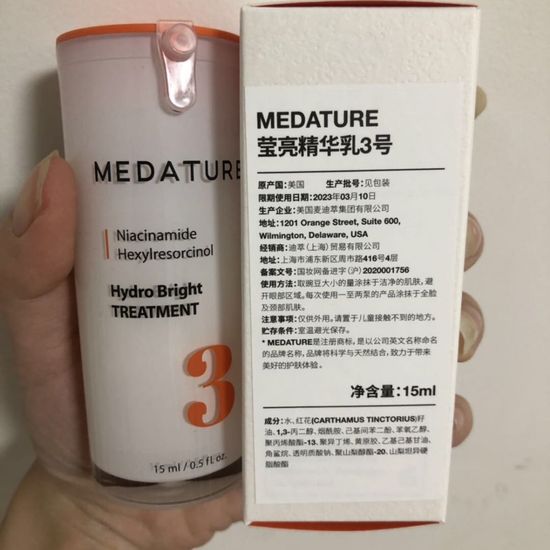 MEDATURE
Niacinamide
Hexylresorcinol
Hydro Bright
TREATMENT
3
15 ml / 0.5 fl. oz.
MEDATURE
莹亮精华乳3号
原产国:美国 生产批号:见包装
限期使用日期:2023年03月10日
生产企业:美国麦迪萃集团有限公司
地址:1201 Orange Street, Suite 600,
Wilmington, Delaware, USA
经销商:迪萃(上海)贸易有限公司
地址:上海市浦东新区周市路416号4层
备案文号:国妆网备进字(沪)2020001756
使用方法:取豌豆大小的量涂抹于洁净的肌肤,避
开眼部区域。每次使用一至两泵的产品涂抹于全脸
及颈部肌肤。
注意事项:仅供外用。请置于儿童接触不到的地方。
贮存条件:室温避光保存。
* MEDATURE是注册商标,是以公司英文名称命名
的品牌名称,品牌将科学与天然结合,致力于带来
美好的护肤体验。
净含量:15ml
成分:水、红花(CARTHAMUS TINCTORIUS)籽
油、1,3-丙二醇、烟酰胺、己基间苯二酚、苯氧乙醇、
聚丙烯酸酯-13、聚异丁烯、黄原胶、乙基己基甘油、
角鲨烷、透明质酸钠、聚山梨醇酯-20、山梨坦异硬
脂酸酯